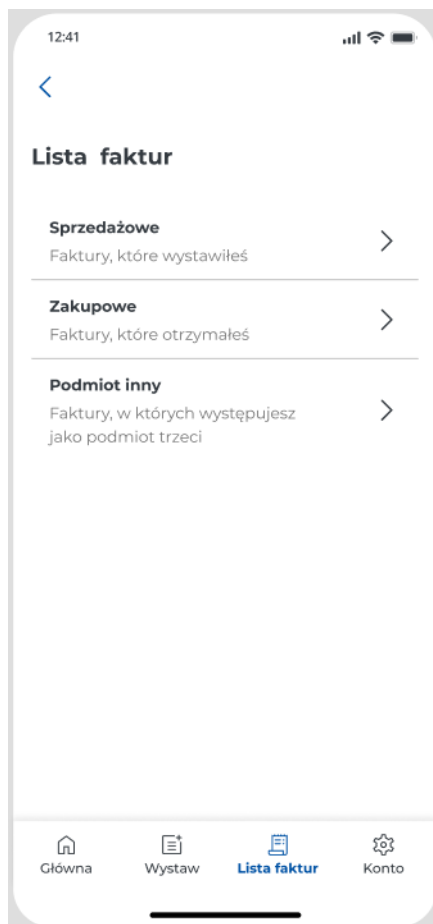 12:41
Lista faktur
Sprzedażowe
Faktury, które wystawiłeś
Zakupowe
Faktury, które otrzymałeś
Podmiot inny
Faktury, w których występujesz
jako podmiot trzeci
Główna
Wystaw
Lista faktur
Konto